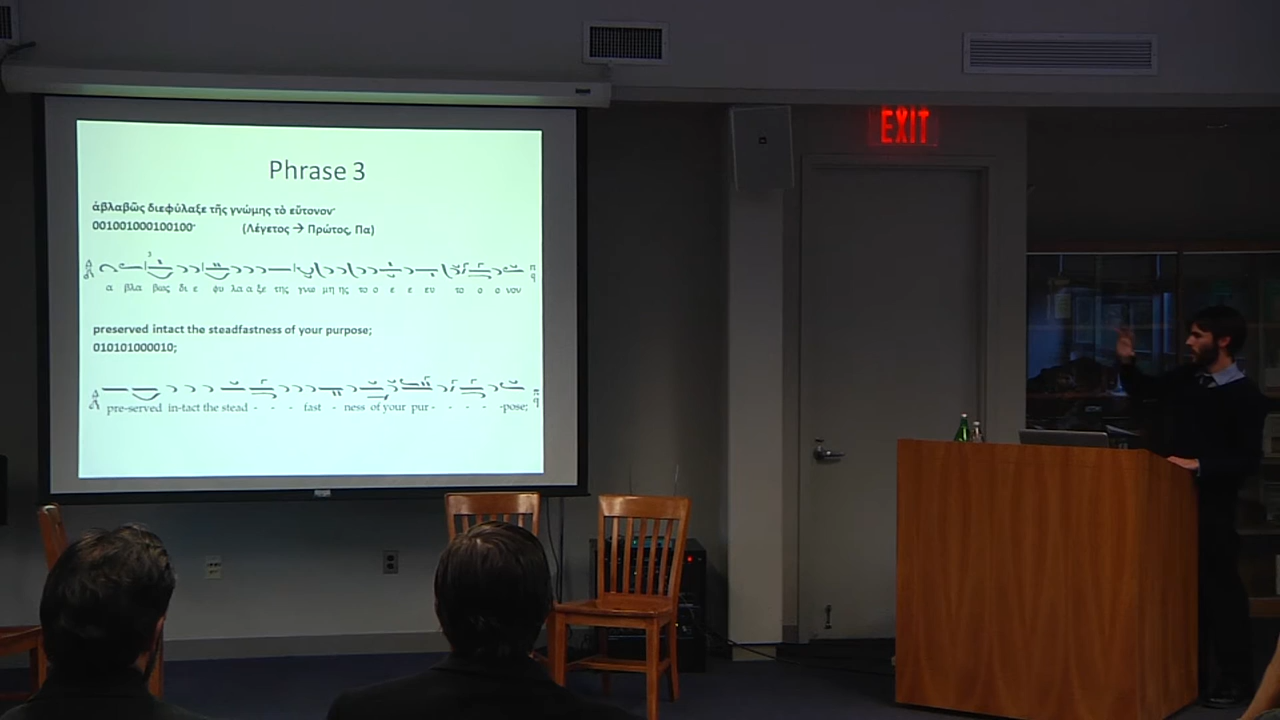 EXIT
Phrase 3
ἀβλαβῶς διεφύλαξε τῆς γνώμης τὸ εὔτονον·
001001000100100·    (Λέγετος → Πρώτος, Πα)
α βλα βως δι ε φυ λα α ξε της γνω μη ης το ο ε ε ευ το ο ο νον
preserved intact the steadfastness of your purpose;
010101000010;
pre-served in-tact the stead - - - fast - ness of your pur - - - - -pose;